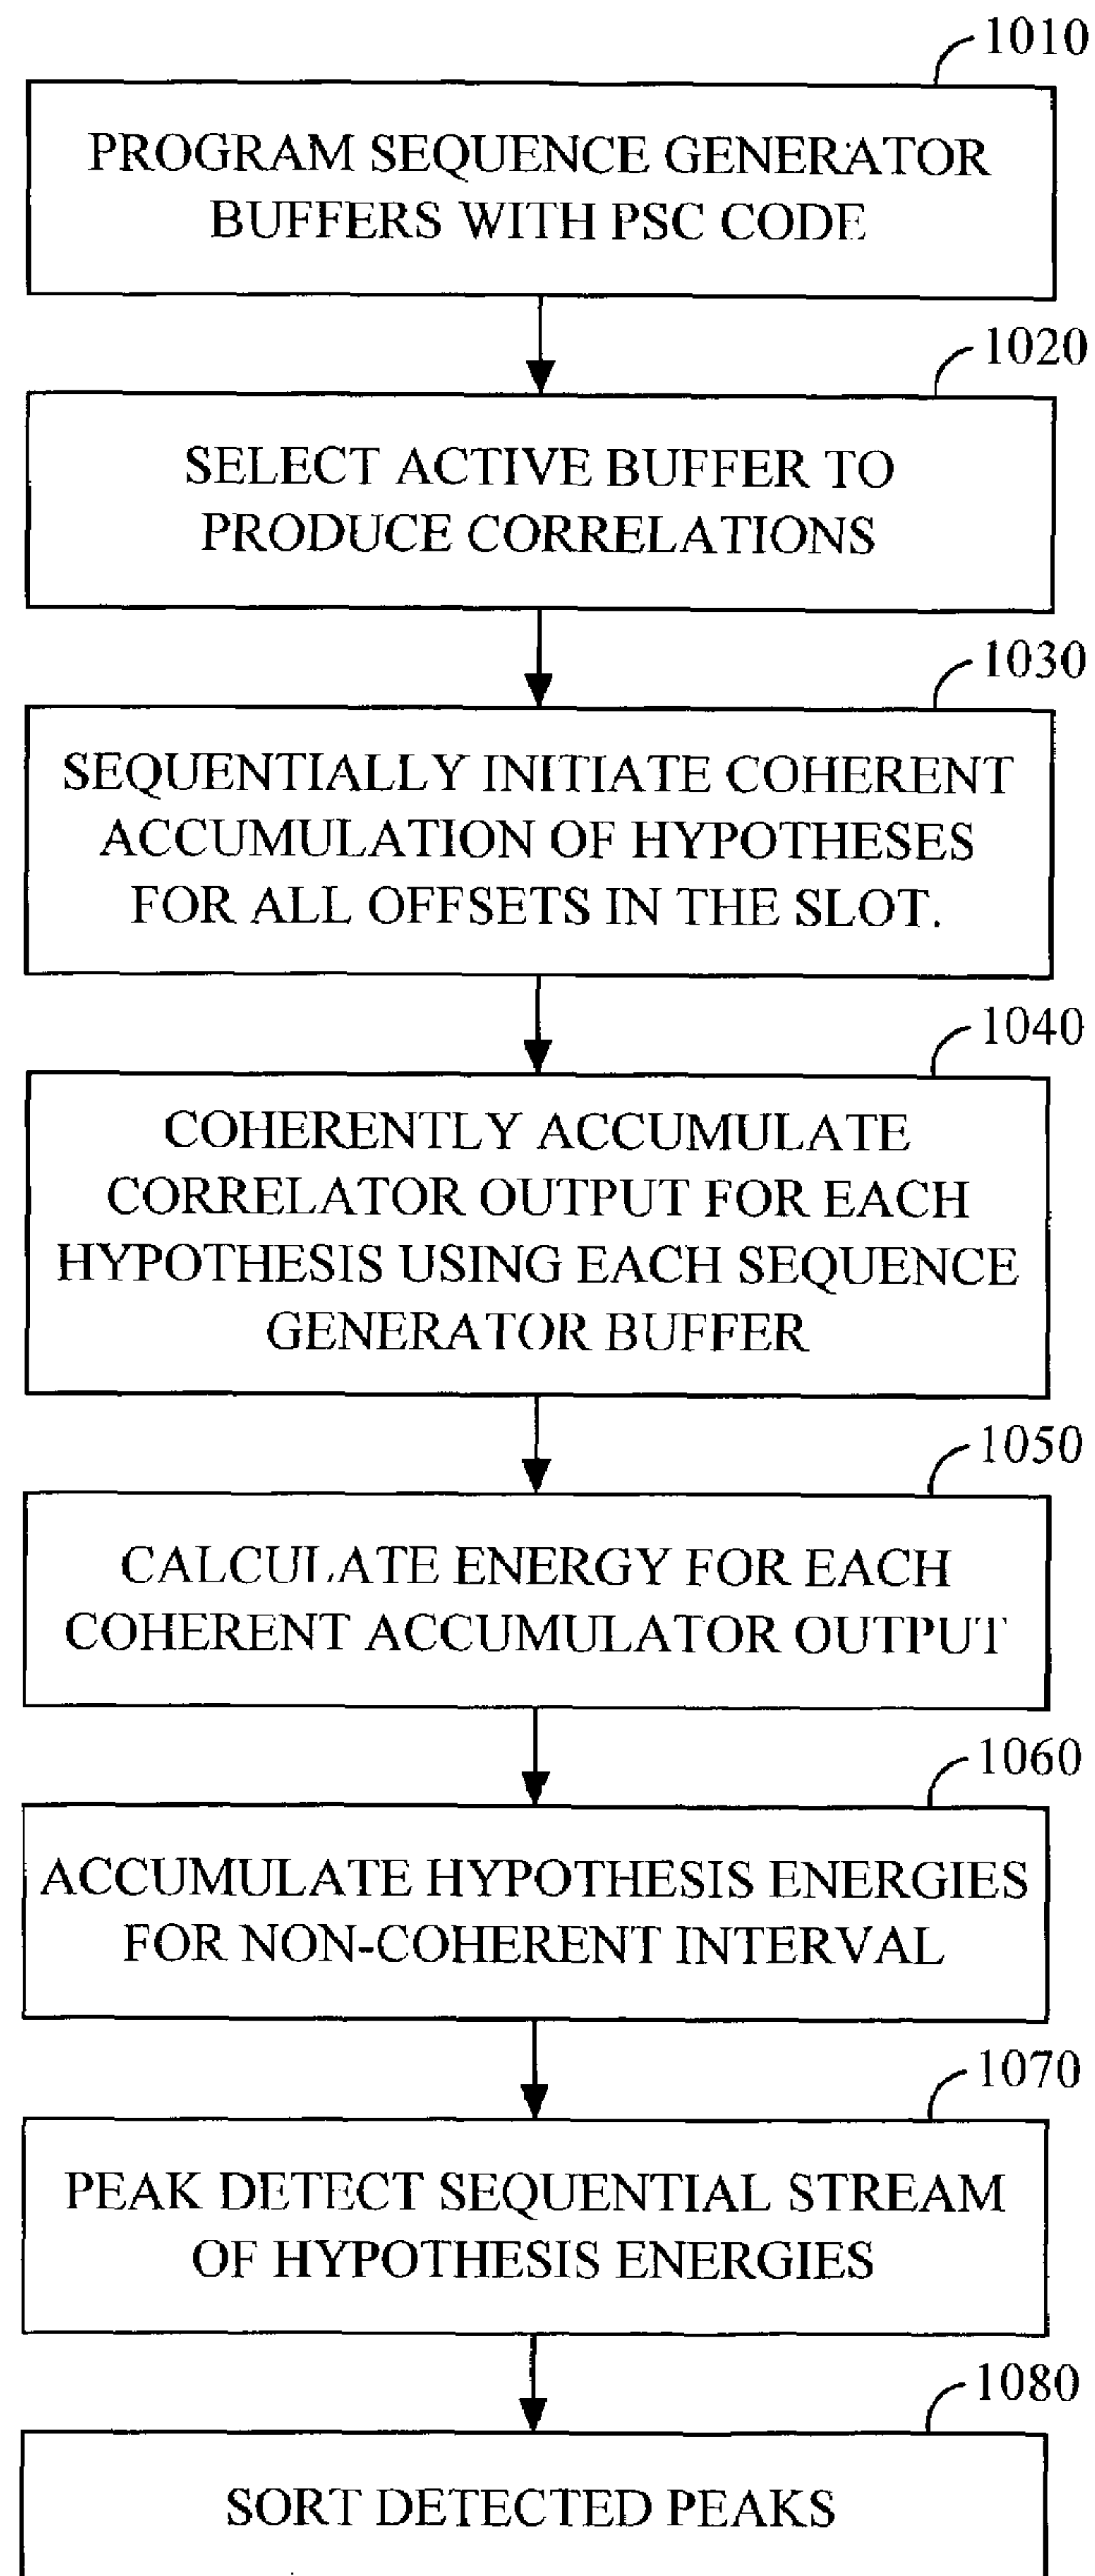 1010
PROGRAM SEQUENCE GENERATOR
BUFFERS WITH PSC CODE
1020
SELECT ACTIVE BUFFER TO
PRODUCE CORRELATIONS
1030
SEQUENTIALLY INITIATE COHERENT
ACCUMULATION OF HYPOTHESES
FOR ALL OFFSETS IN THE SLOT.
1040
COHERENTLY ACCUMULATE
CORRELATOR OUTPUT FOR EACH
HYPOTHESIS USING EACH SEQUENCE
GENERATOR BUFFER
1050
CALCULATE ENERGY FOR EACH
COHERENT ACCUMULATOR OUTPUT
1060
ACCUMULATE HYPOTHESIS ENERGIES
FOR NON-COHERENT INTERVAL
1070
PEAK DETECT SEQUENTIAL STREAM
OF HYPOTHESIS ENERGIES
1080
SORT DETECTED PEAKS